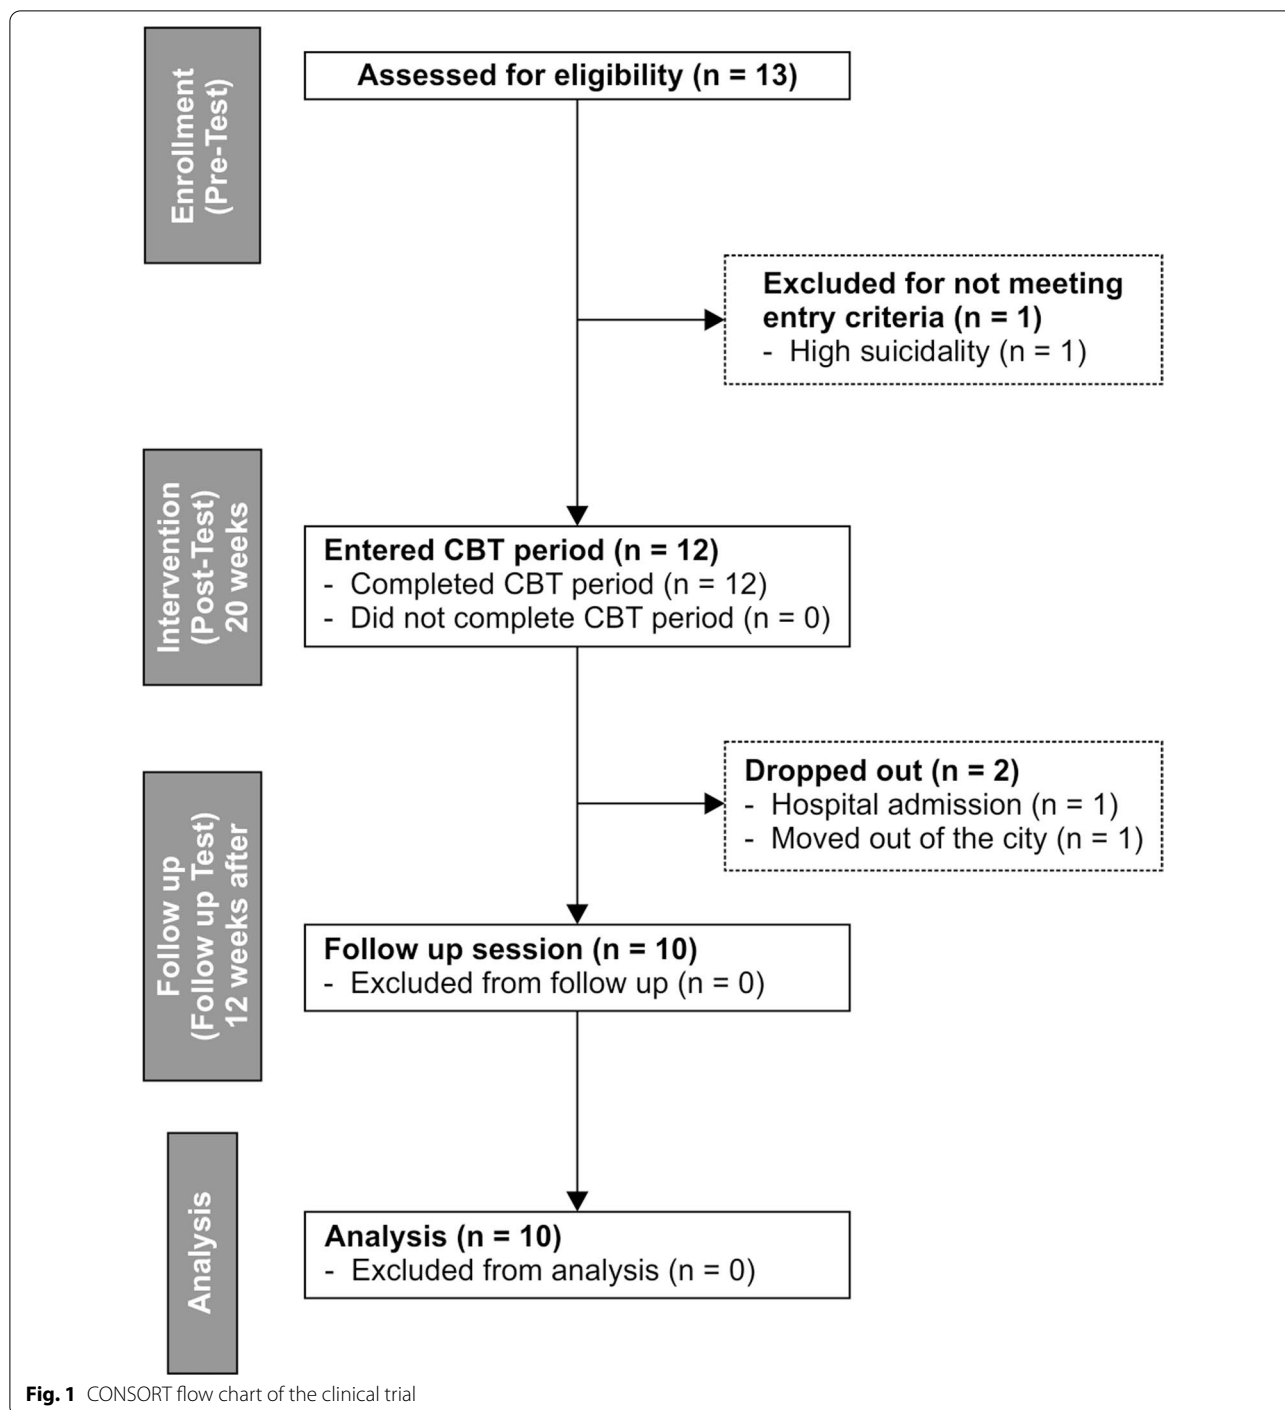 Enrollment
(Pre-Test)
Assessed for eligibility (n = 13)
Excluded for not meeting
entry criteria (n = 1)
- High suicidality (n = 1)
Intervention
(Post-Test)
20 weeks
Entered CBT period (n = 12)
- Completed CBT period (n = 12)
- Did not complete CBT period (n = 0)
Dropped out (n = 2)
- Hospital admission (n = 1)
- Moved out of the city (n = 1)
Follow up
(Follow up Test)
12 weeks after
Follow up session (n = 10)
- Excluded from follow up (n = 0)
Analysis
Analysis (n = 10)
- Excluded from analysis (n = 0)
Fig. 1 CONSORT flow chart of the clinical trial